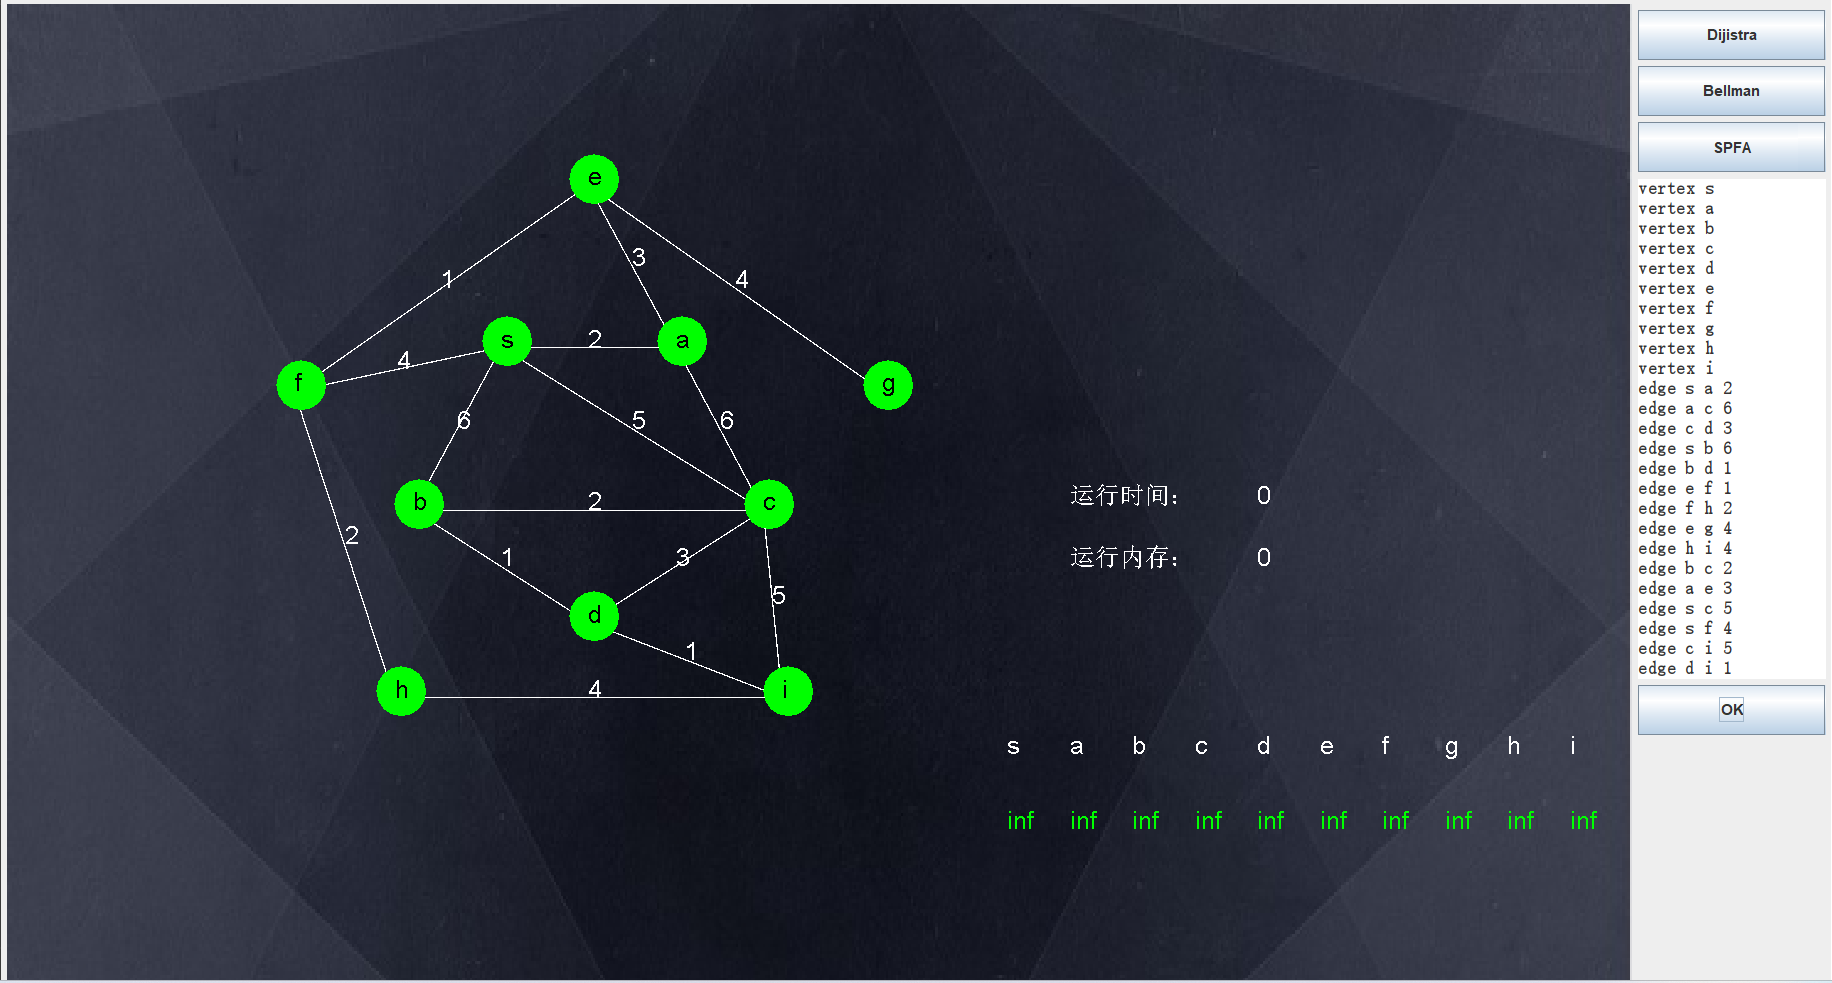 Dijistra
Bellman
SPFA
vertex s
vertex a
vertex b
vertex c
vertex d
vertex e
vertex f
vertex g
vertex h
vertex i
edge s a 2
edge a c 6
edge c d 3
edge s b 6
edge b d 1
edge e f 1
edge f h 2
edge e g 4
edge h i 4
edge b c 2
edge a e 3
edge s c 5
edge s f 4
edge c i 5
edge d i 1
OK
e
3
1
4
s
2
a
4
f
g
6
5
6
b
2
c
2
1
3
5
d
1
h
4
i
运行时间： 0
运行内存： 0
s a b c d e f g h i
inf inf inf inf inf inf inf inf inf inf